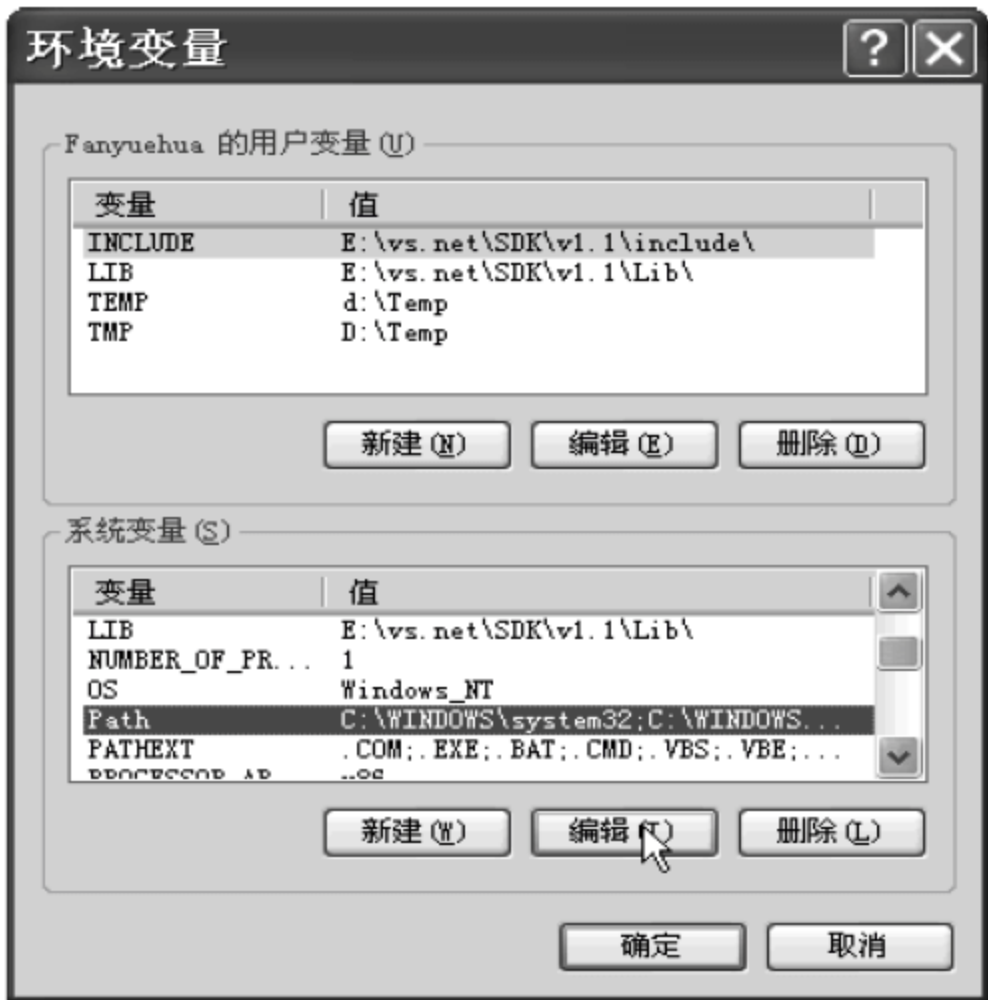 环境变量
Fanyuehua 的用户变量(U)
变量 值
INCLUDE E:\vs.net\SDK\v1.1\include\
LIB E:\vs.net\SDK\v1.1\Lib\
TEMP d:\Temp
TMP D:\Temp
新建(N) 编辑(E) 删除(D)
系统变量(S)
变量 值
LIB E:\vs.net\SDK\v1.1\Lib\
NUMBER_OF_PR... 1
OS Windows_NT
Path C:\WINDOWS\system32;C:\WINDOWS...
PATHEXT .COM;.EXE;.BAT;.CMD;.VBS;.VBE;...
新建(W) 编辑 删除(L)
确定 取消